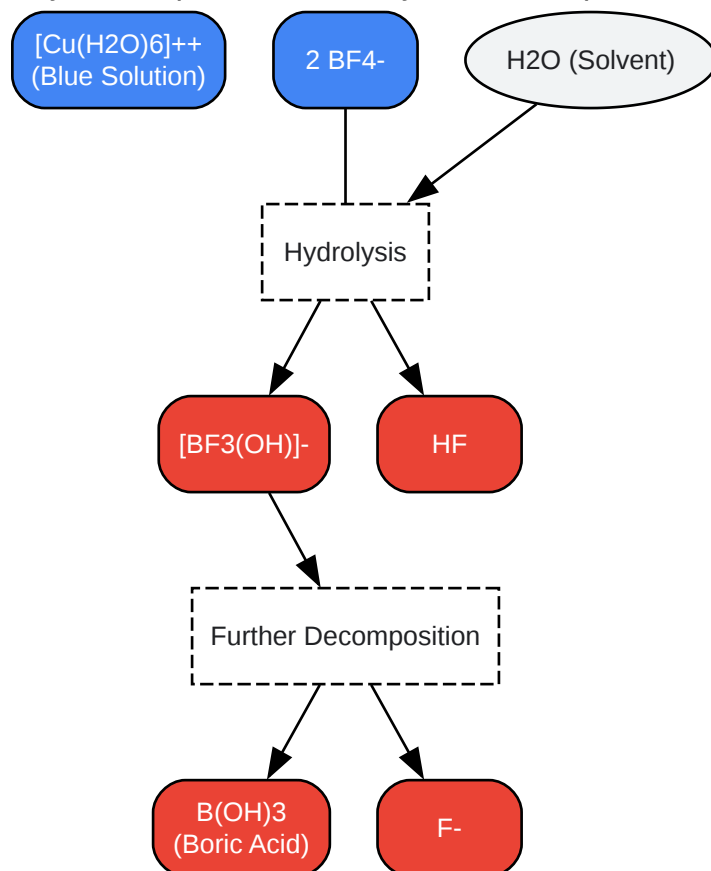 [Cu(H2O)6]++
(Blue Solution)
2 BF4-
H2O (Solvent)
Hydrolysis
[BF3(OH)]-
HF
Further Decomposition
B(OH)3
(Boric Acid)
F-